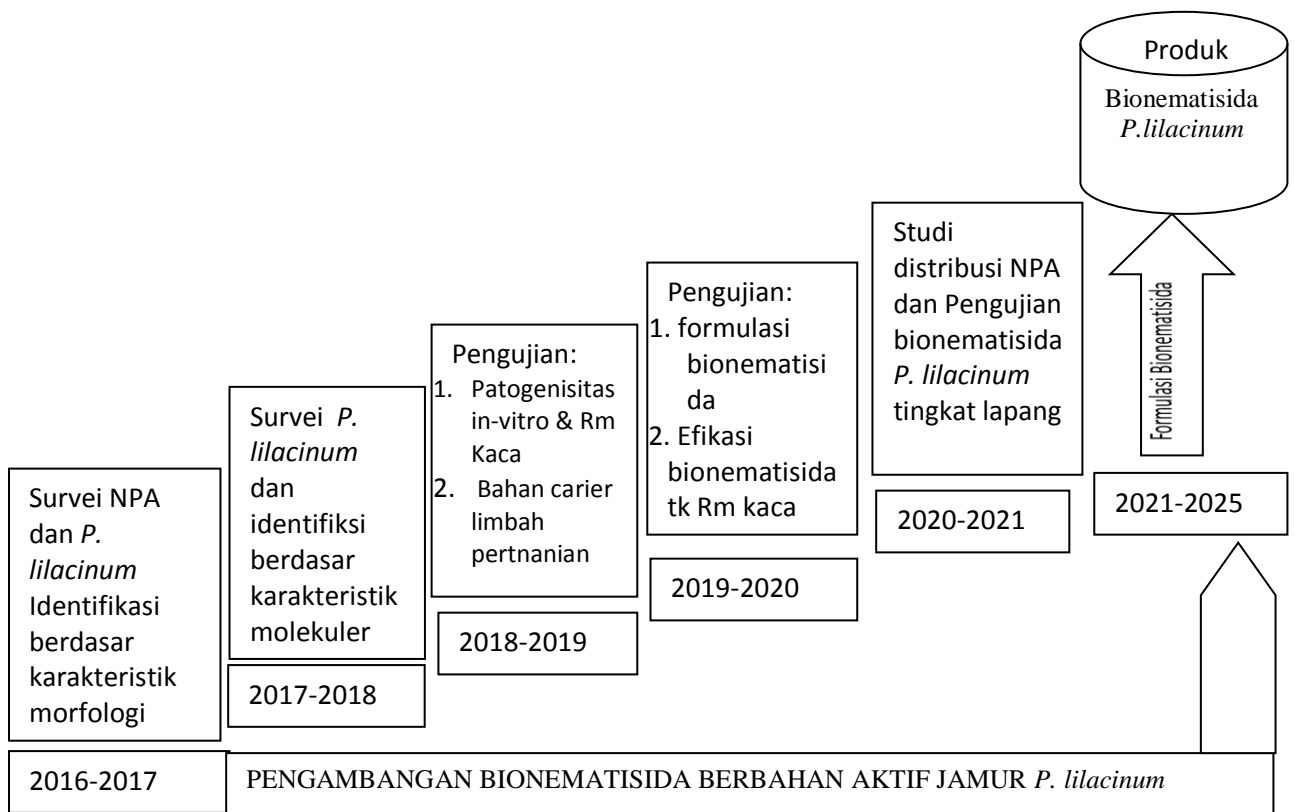 Produk
Bionematisida
P.lilacinum
Formulasi Bionematisida
2021-2025
Studi
distribusi NPA
dan Pengujian
bionematisida
P. lilacinum
tingkat lapang
2020-2021
Pengujian:
1. formulasi
bionematisi
da
2. Efikasi
bionematisida
tk Rm kaca
2019-2020
Pengujian:
1. Patogenisitas
in-vitro & Rm
Kaca
2. Bahan carier
limbah
pertnanian
2018-2019
Survei P.
lilacinum
dan
identifiksi
berdasar
karakteristik
molekuler
2017-2018
Survei NPA
dan P.
lilacinum
Identifikasi
berdasar
karakteristik
morfologi
2016-2017
PENGAMBANGAN BIONEMATISIDA BERBAHAN AKTIF JAMUR P. lilacinum